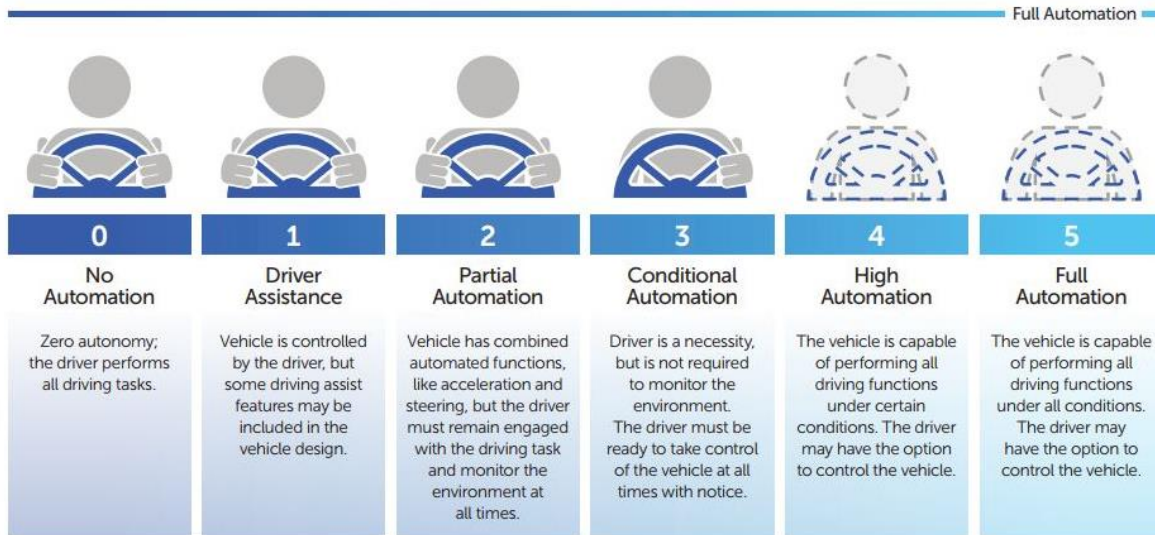 Full Automation
0
No
Automation
Zero autonomy;
the driver performs
all driving tasks.
1
Driver
Assistance
Vehicle is controlled
by the driver, but
some driving assist
features may be
included in the
vehicle design.
2
Partial
Automation
Vehicle has combined
automated functions,
like acceleration and
steering, but the driver
must remain engaged
with the driving task
and monitor the
environment at
all times.
3
Conditional
Automation
Driver is a necessity,
but is not required
to monitor the
environment.
The driver must be
ready to take control
of the vehicle at all
times with notice.
4
High
Automation
The vehicle is capable
of performing all
driving functions
under certain
conditions. The driver
may have the option
to control the vehicle.
5
Full
Automation
The vehicle is capable
of performing all
driving functions
under all conditions.
The driver may
have the option to
control the vehicle.